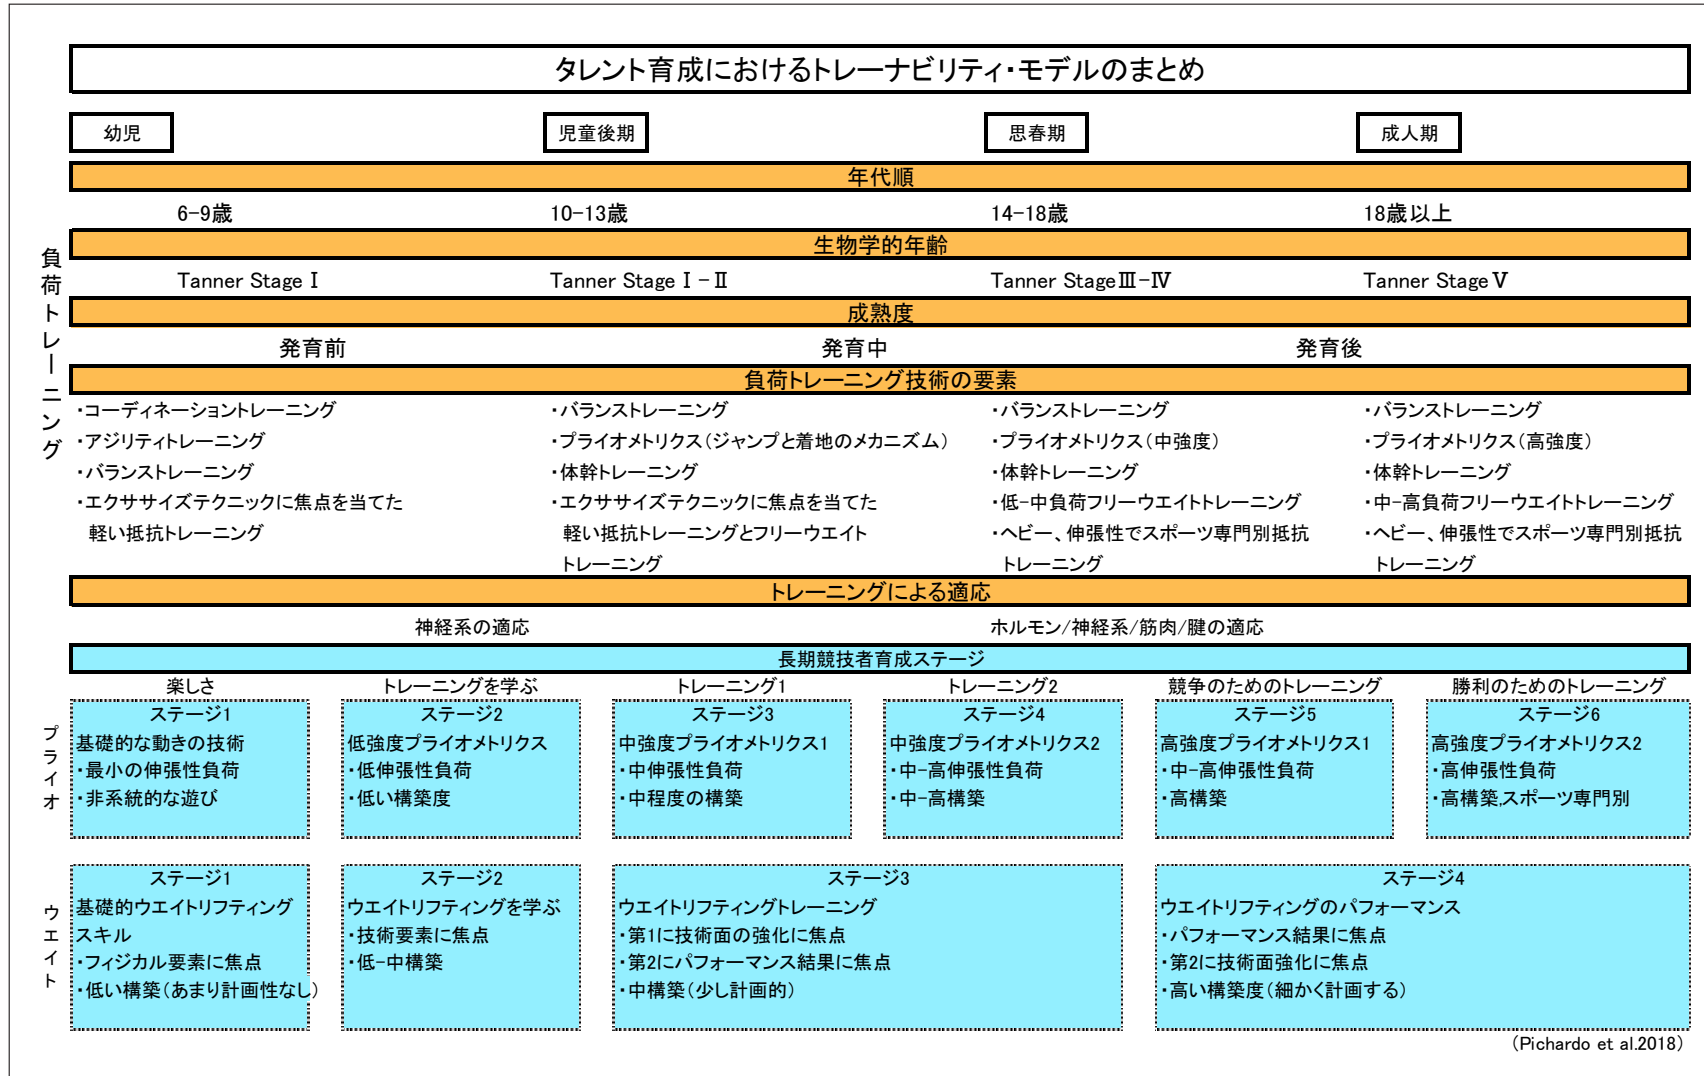 タレント育成におけるトレーナビリティ・モデルのまとめ
幼児 児童後期 思春期 成人期
年代順
6-9歳 10-13歳 14-18歳 18歳以上
生物学的年齢
Tanner Stage Ⅰ Tanner Stage Ⅰ-Ⅱ Tanner StageⅢ-Ⅳ Tanner Stage Ⅴ
成熟度
発育前 発育中 発育後
負荷トレーニング
負荷トレーニング技術の要素
・コーディネーショントレーニング
・アジリティトレーニング
・バランストレーニング
・エクササイズテクニックに焦点を当てた
軽い抵抗トレーニング
・バランストレーニング
・プライオメトリクス(ジャンプと着地のメカニズム)
・体幹トレーニング
・エクササイズテクニックに焦点を当てた
軽い抵抗トレーニングとフリーウエイト
トレーニング
・バランストレーニング
・プライオメトリクス(中強度)
・体幹トレーニング
・低-中負荷フリーウエイトトレーニング
・ヘビー、伸張性でスポーツ専門別抵抗
トレーニング
・バランストレーニング
・プライオメトリクス(高強度)
・体幹トレーニング
・中-高負荷フリーウエイトトレーニング
・ヘビー、伸張性でスポーツ専門別抵抗
トレーニング
トレーニングによる適応
神経系の適応 ホルモン/神経系/筋肉/腱の適応
長期競技者育成ステージ
楽しさ トレーニングを学ぶ トレーニング1 トレーニング2 競争のためのトレーニング 勝利のためのトレーニング
プライオ
ステージ1
基礎的な動きの技術
・最小の伸張性負荷
・非系統的な遊び
ステージ2
低強度プライオメトリクス
・低伸張性負荷
・低い構築度
ステージ3
中強度プライオメトリクス1
・中伸張性負荷
・中程度の構築
ステージ4
中強度プライオメトリクス2
・中-高伸張性負荷
・中-高構築
ステージ5
高強度プライオメトリクス1
・中-高伸張性負荷
・高構築
ステージ6
高強度プライオメトリクス2
・高伸張性負荷
・高構築,スポーツ専門別
ウエイト
ステージ1
基礎的ウエイトリフティング
スキル
・フィジカル要素に焦点
・低い構築(あまり計画性なし)
ステージ2
ウエイトリフティングを学ぶ
・技術要素に焦点
・低-中構築
ステージ3
ウエイトリフティングトレーニング
・第1に技術面の強化に焦点
・第2にパフォーマンス結果に焦点
・中構築(少し計画的)
ステージ4
ウエイトリフティングのパフォーマンス
・パフォーマンス結果に焦点
・第2に技術面強化に焦点
・高い構築度(細かく計画する)
(Pichardo et al.2018)